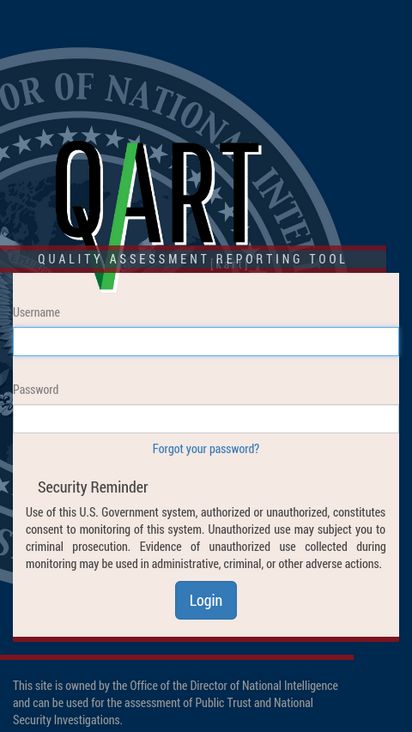 OR OF NATIONAL INTEL
QART
QUALITY ASSESSMENT REPORTING TOOL
[kart]
Username
Password
Forgot your password?
Security Reminder
Use of this U.S. Government system, authorized or unauthorized, constitutes
consent to monitoring of this system. Unauthorized use may subject you to
criminal prosecution. Evidence of unauthorized use collected during
monitoring may be used in administrative, criminal, or other adverse actions.
Login
This site is owned by the Office of the Director of National Intelligence
and can be used for the assessment of Public Trust and National
Security Investigations.